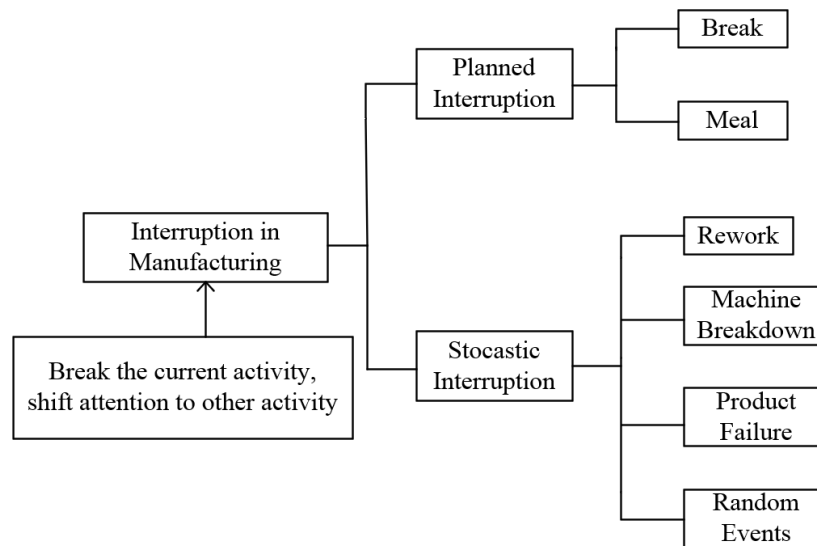 Break
Planned
Interruption
Meal
Interruption in
Manufacturing
Rework
Machine
Breakdown
Break the current activity,
shift attention to other activity
Stocastic
Interruption
Product
Failure
Random
Events